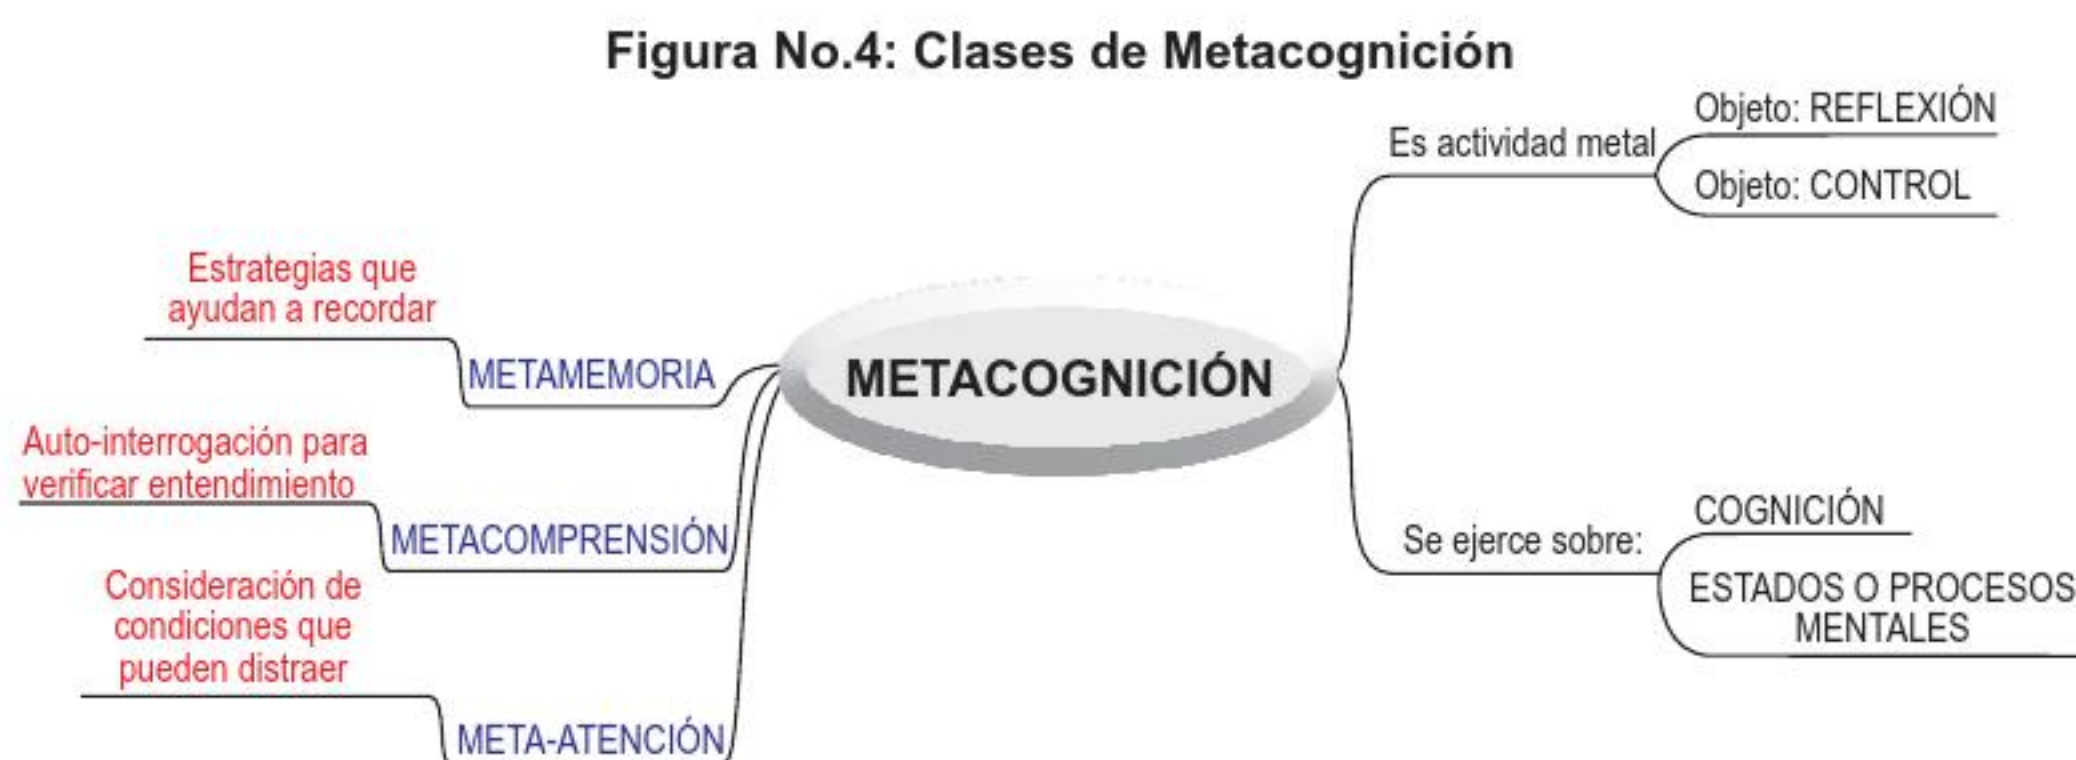 Figura No.4: Clases de Metacognición
Objeto: REFLEXIÓN
Es actividad metal
Objeto: CONTROL
Estrategias que
ayudan a recordar
METAMEMORIA
METACOGNICIÓN
Auto-interrogación para
verificar entendimiento
METACOMPRENSIÓN
COGNICIÓN
Se ejerce sobre:
ESTADOS O PROCESOS
MENTALES
Consideración de
condiciones que
pueden distraer
META-ATENCIÓN